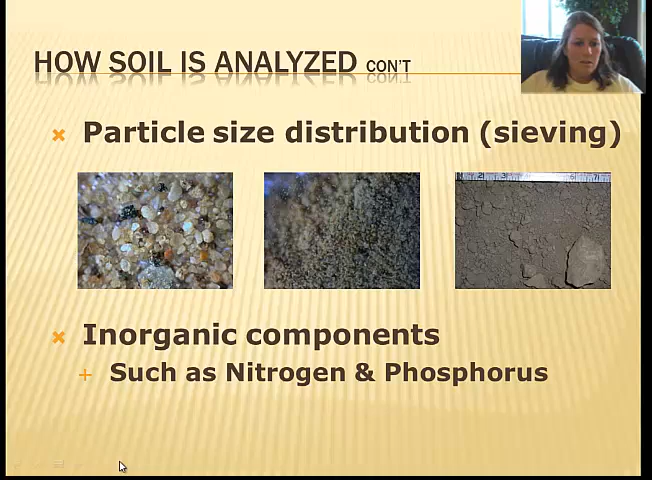 HOW SOIL IS ANALYZED CON'T
Particle size distribution (sieving)
Inorganic components
Such as Nitrogen & Phosphorus